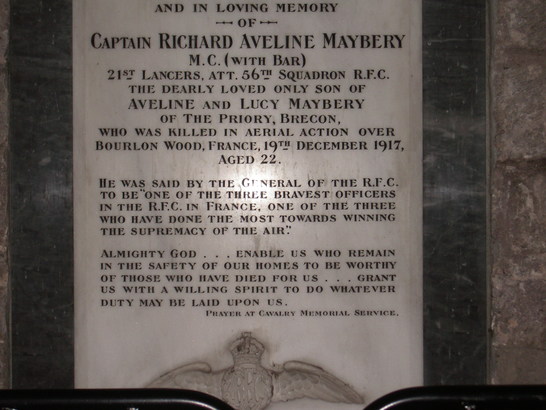 AND IN LOVING MEMORY
OF
CAPTAIN RICHARD AVELINE MAYBERY
M.C. (WITH BAR)
21ST LANCERS, ATT. 56TH SQUADRON R.F.C.
THE DEARLY LOVED ONLY SON OF
AVELINE AND LUCY MAYBERY
OF THE PRIORY, BRECON,
WHO WAS KILLED IN AERIAL ACTION OVER
BOURLON WOOD, FRANCE, 19TH DECEMBER 1917,
AGED 22.
HE WAS SAID BY THE GENERAL OF THE R.F.C.
TO BE "ONE OF THE THREE BRAVEST OFFICERS
IN THE R.F.C. IN FRANCE, ONE OF THE THREE
WHO HAVE DONE THE MOST TOWARDS WINNING
THE SUPREMACY OF THE AIR."
ALMIGHTY GOD . . . ENABLE US WHO REMAIN
IN THE SAFETY OF OUR HOMES TO BE WORTHY
OF THOSE WHO HAVE DIED FOR US . . . GRANT
US WITH A WILLING SPIRIT TO DO WHATEVER
DUTY MAY BE LAID UPON US.
PRAYER AT CAVALRY MEMORIAL SERVICE.